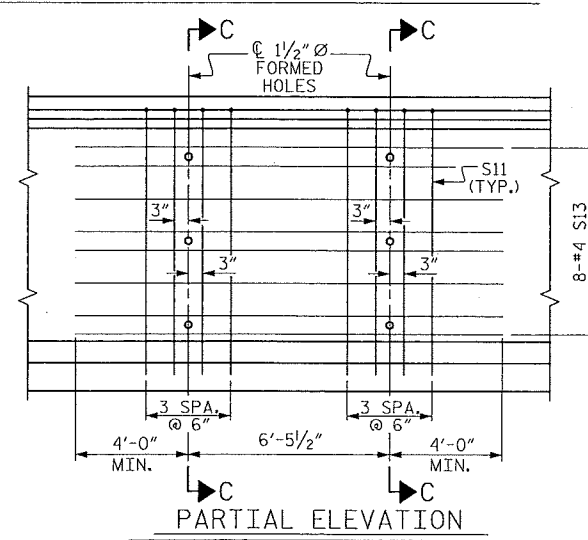 C C
℄ 1½" Ø
FORMED
HOLES
S11
(TYP.)
3" 3"
3" 3"
8-#4 S13
3 SPA.
@ 6"
3 SPA.
@ 6"
4'-0"
MIN.
6'-5½"
4'-0"
MIN.
C C
PARTIAL ELEVATION